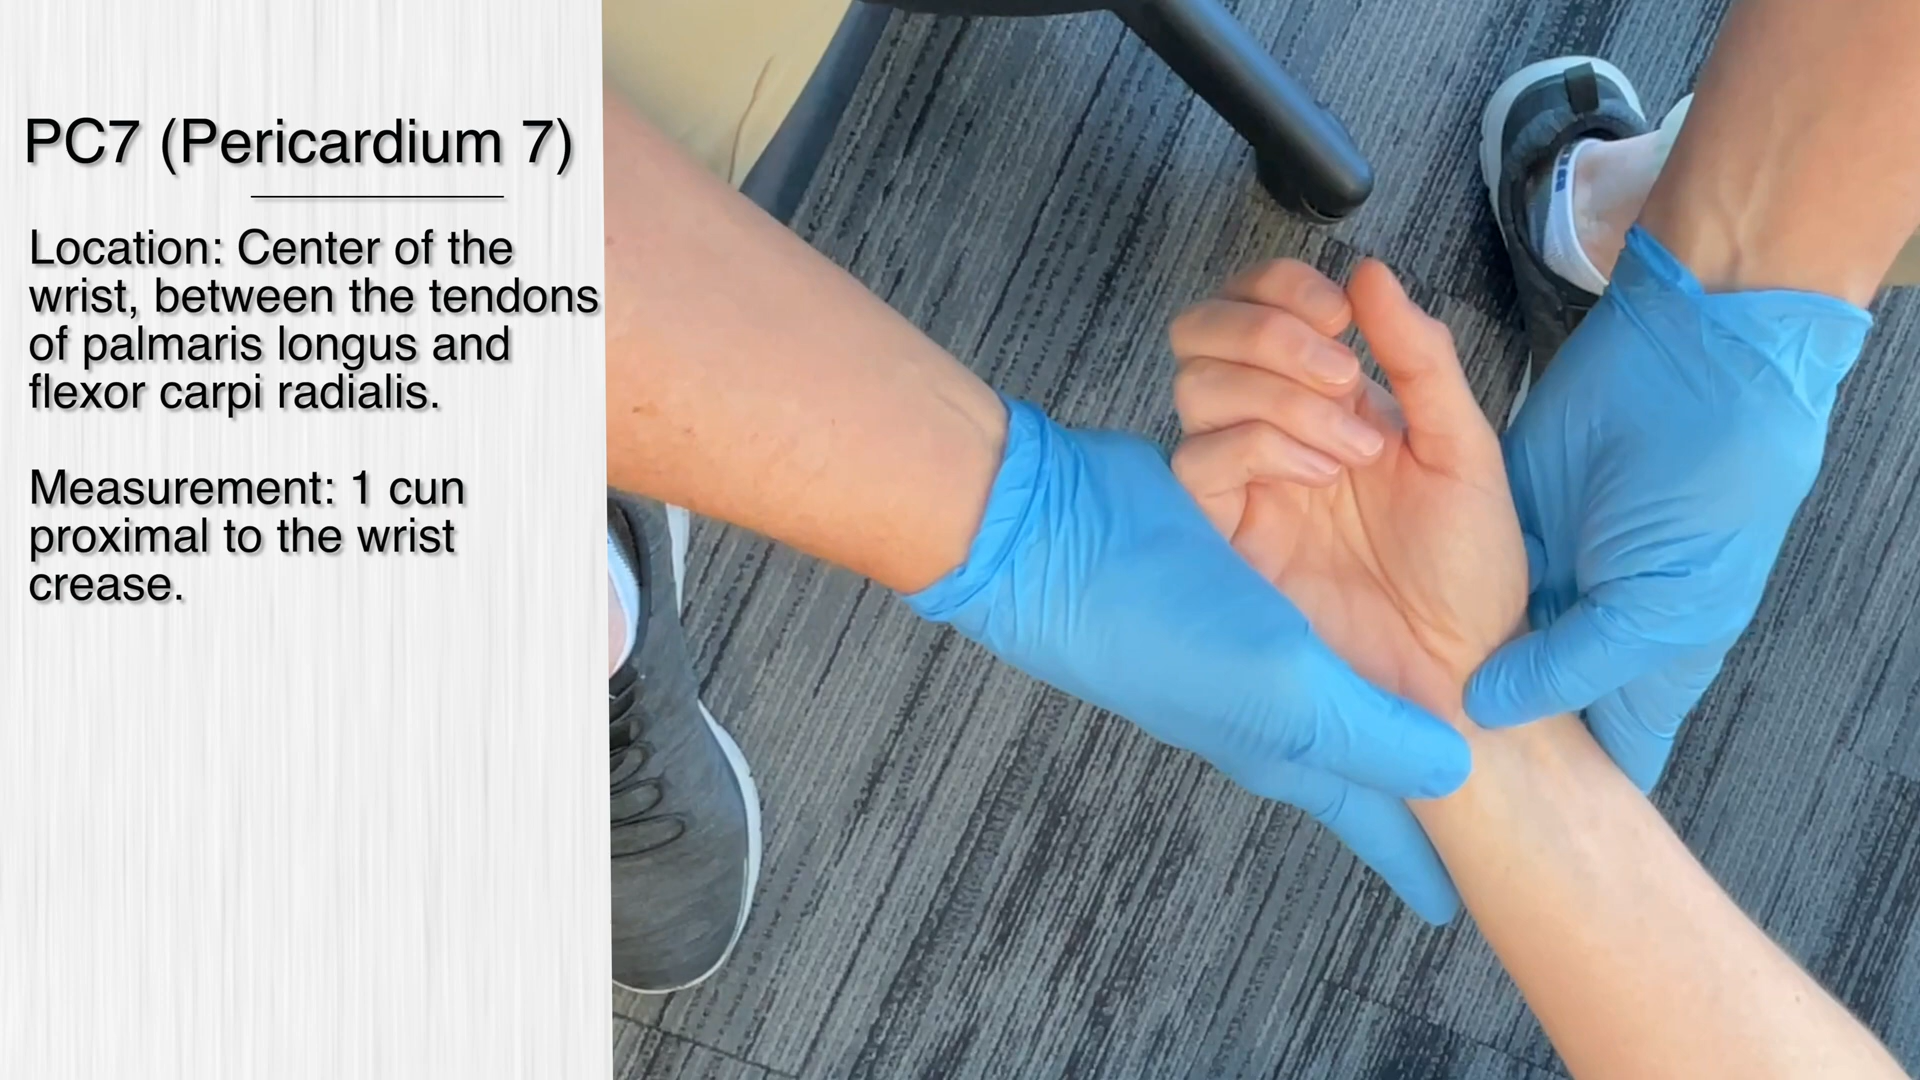 PC7 (Pericardium 7)
Location: Center of the
wrist, between the tendons
of palmaris longus and
flexor carpi radialis.
Measurement: 1 cun
proximal to the wrist
crease.